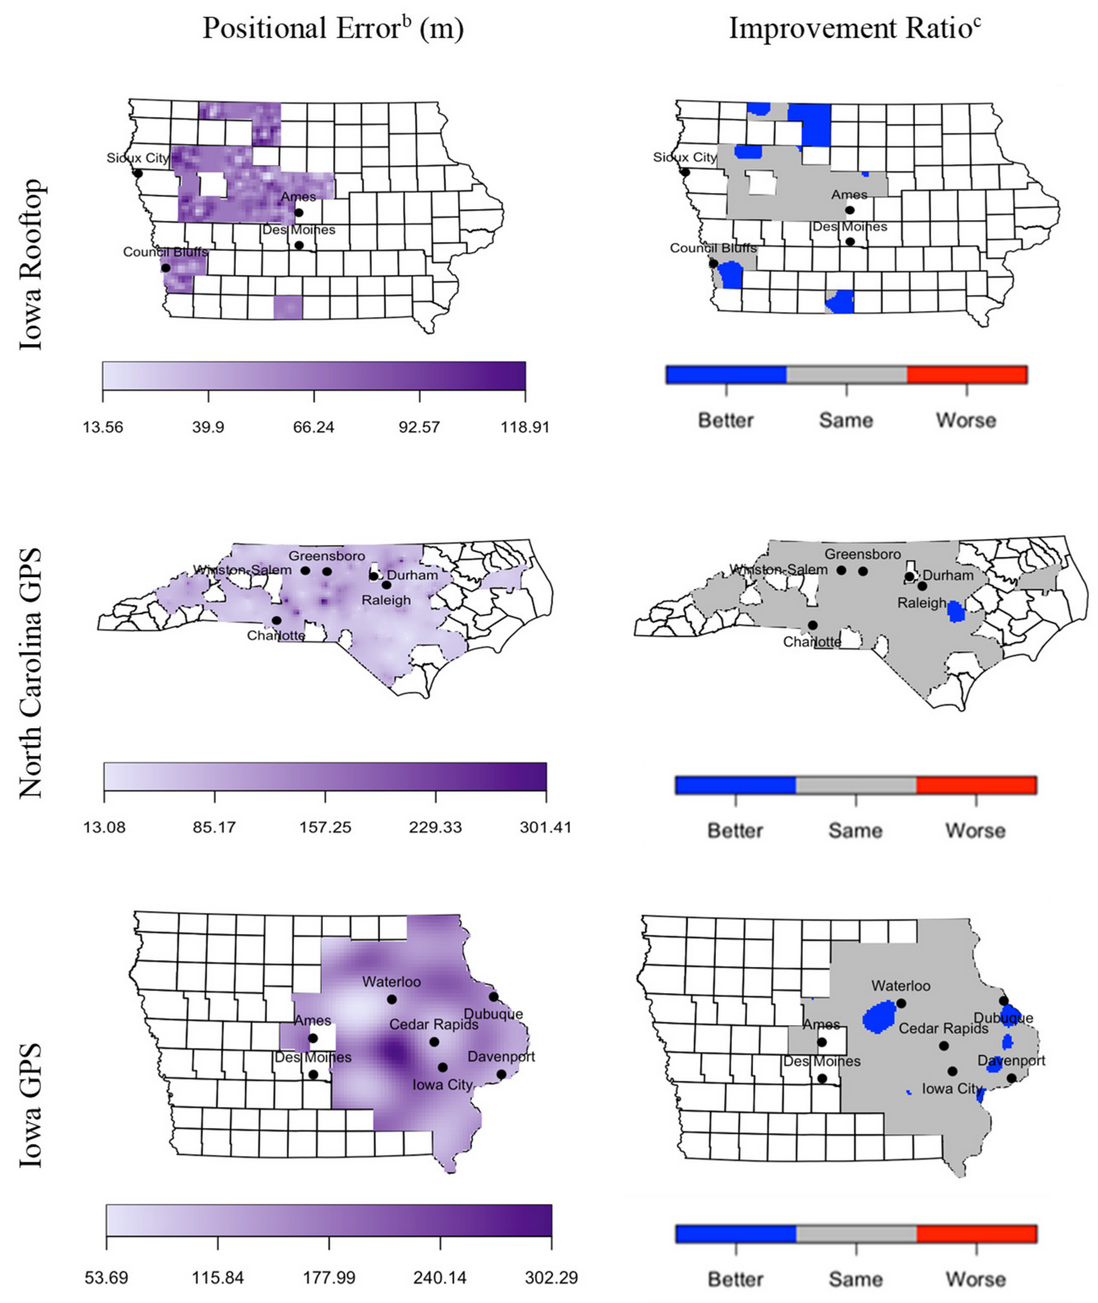 Positional Errorᵇ (m)
Improvement Ratioᶜ
Iowa Rooftop
Sioux City
Ames
Des Moines
Council Bluffs
13.56 39.9 66.24 92.57 118.91
Sioux City
Ames
Des Moines
Council Bluffs
Better Same Worse
North Carolina GPS
Greensboro
Winston-Salem
Durham
Raleigh
Charlotte
13.08 85.17 157.25 229.33 301.41
Greensboro
Winston-Salem
Durham
Raleigh
Charlotte
Better Same Worse
Iowa GPS
Waterloo
Dubuque
Ames
Cedar Rapids
Des Moines
Davenport
Iowa City
53.69 115.84 177.99 240.14 302.29
Waterloo
Dubuque
Ames
Cedar Rapids
Des Moines
Davenport
Iowa City
Better Same Worse